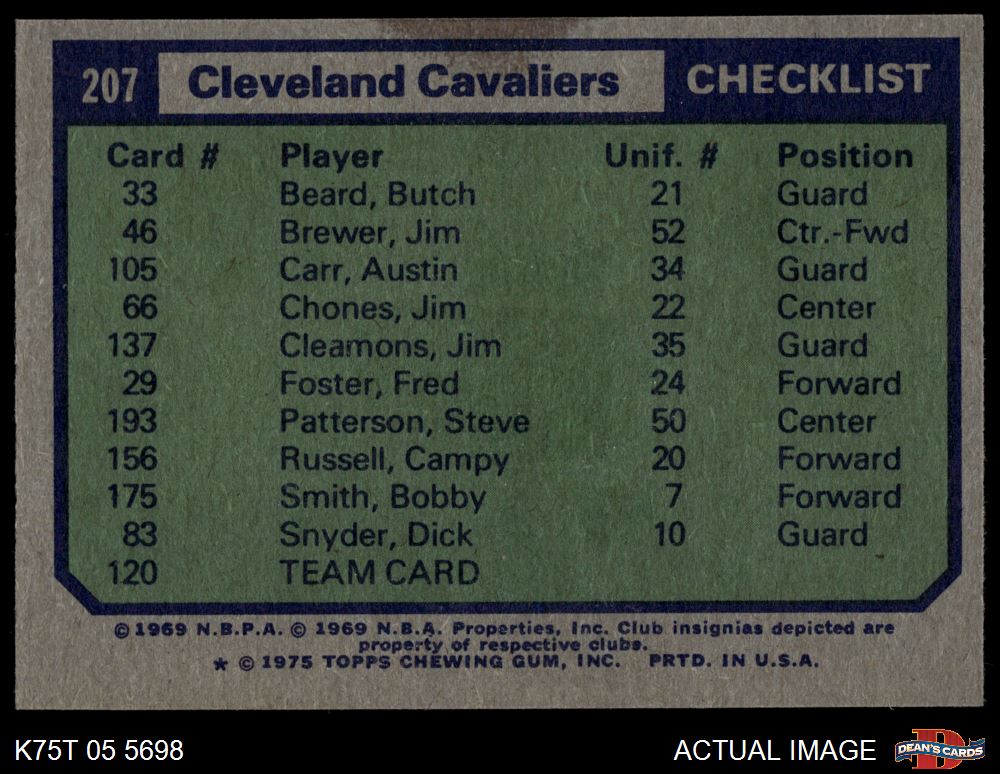 207 Cleveland Cavaliers CHECKLIST
Card # Player Unif. # Position
33 Beard, Butch 21 Guard
46 Brewer, Jim 52 Ctr.-Fwd
105 Carr, Austin 34 Guard
66 Chones, Jim 22 Center
137 Cleamons, Jim 35 Guard
29 Foster, Fred 24 Forward
193 Patterson, Steve 50 Center
156 Russell, Campy 20 Forward
175 Smith, Bobby 7 Forward
83 Snyder, Dick 10 Guard
120 TEAM CARD
© 1969 N.B.P.A. © 1969 N.B.A. Properties, Inc. Club insignias depicted are
property of respective clubs.
★ © 1975 TOPPS CHEWING GUM, INC. PRTD. IN U.S.A.
K75T 05 5698 ACTUAL IMAGE D DEAN'S CARDS